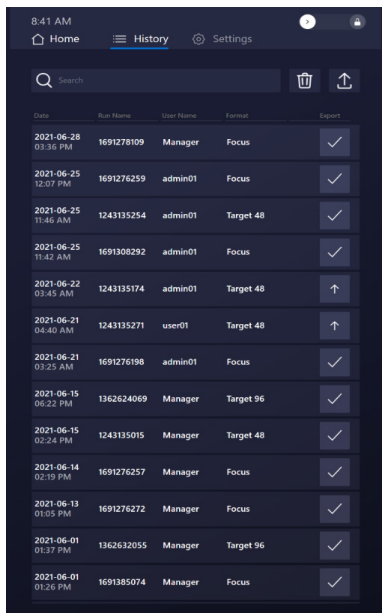 8:41 AM
Home History Settings
Search
Date Run Name User Name Format Export
2021-06-28 1691278109 Manager Focus
03:36 PM
2021-06-25 1691276259 admin01 Focus
12:07 PM
2021-06-25 1243135254 admin01 Target 48
11:46 AM
2021-06-25 1691308292 admin01 Focus
11:42 AM
2021-06-22 1243135174 admin01 Target 48
03:45 AM
2021-06-21 1243135271 user01 Target 48
04:40 AM
2021-06-21 1691276198 admin01 Focus
03:25 AM
2021-06-15 1362624069 Manager Target 96
06:22 PM
2021-06-15 1243135015 Manager Target 48
02:24 PM
2021-06-14 1691276257 Manager Focus
02:19 PM
2021-06-13 1691276272 Manager Focus
01:05 PM
2021-06-01 1362632055 Manager Target 96
01:37 PM
2021-06-01 1691385074 Manager Focus
01:26 PM